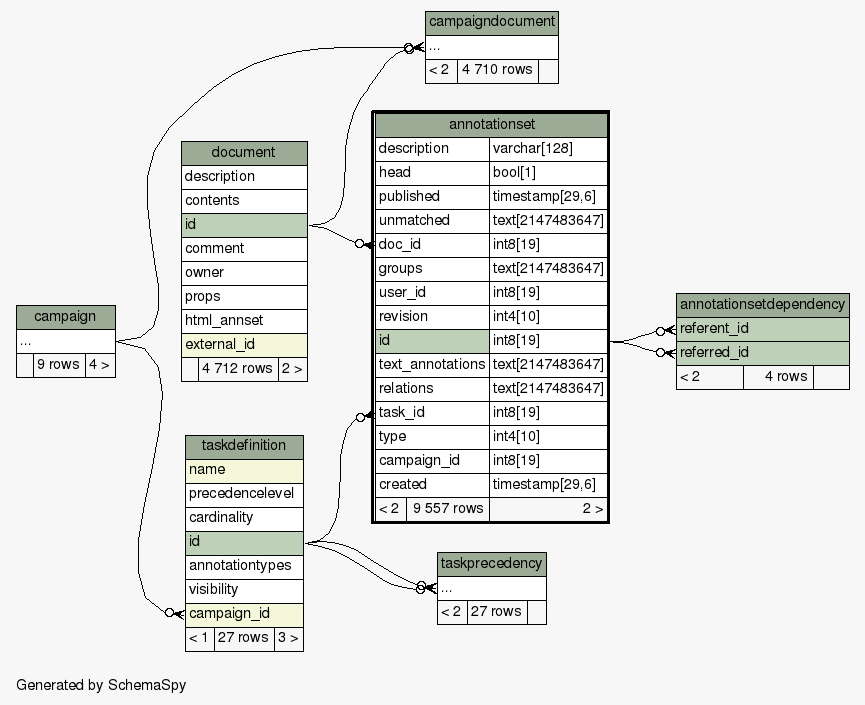 campaigndocument
...
< 2 4 710 rows
annotationset
description varchar[128]
head bool[1]
published timestamp[29,6]
unmatched text[2147483647]
doc_id int8[19]
groups text[2147483647]
user_id int8[19]
revision int4[10]
id int8[19]
text_annotations text[2147483647]
relations text[2147483647]
task_id int8[19]
type int4[10]
campaign_id int8[19]
created timestamp[29,6]
< 2 9 557 rows 2 >
document
description
contents
id
comment
owner
props
html_annset
external_id
4 712 rows 2 >
campaign
...
9 rows 4 >
annotationsetdependency
referent_id
referred_id
< 2 4 rows
taskdefinition
name
precedencelevel
cardinality
id
annotationtypes
visibility
campaign_id
< 1 27 rows 3 >
taskprecedency
...
< 2 27 rows
Generated by SchemaSpy